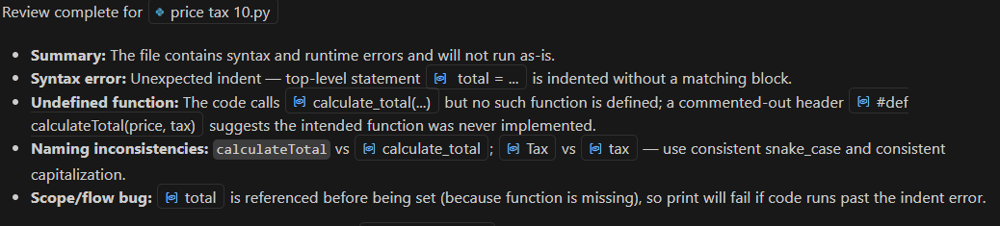 Review complete for price tax 10.py
• Summary: The file contains syntax and runtime errors and will not run as-is.
• Syntax error: Unexpected indent — top-level statement total = ... is indented without a matching block.
• Undefined function: The code calls calculate_total(...) but no such function is defined; a commented-out header #def
calculateTotal(price, tax) suggests the intended function was never implemented.
• Naming inconsistencies: calculateTotal vs calculate_total; Tax vs tax — use consistent snake_case and consistent
capitalization.
• Scope/flow bug: total is referenced before being set (because function is missing), so print will fail if code runs past the indent error.